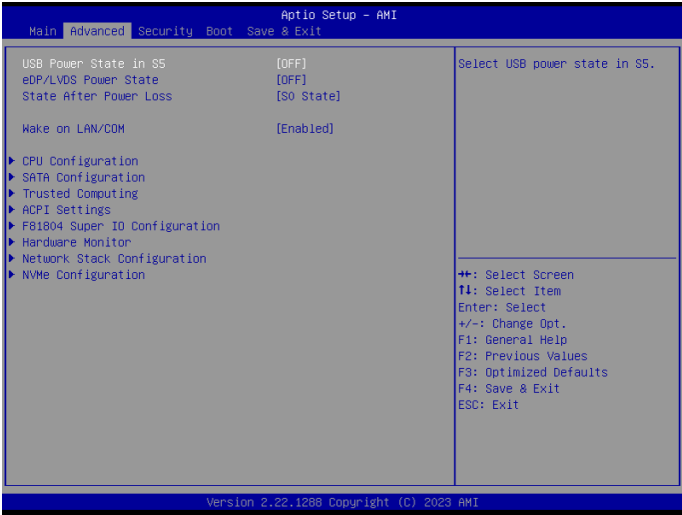 Aptio Setup – AMI
Main Advanced Security Boot Save & Exit
USB Power State in S5 [OFF]
eDP/LVDS Power State [OFF]
State After Power Loss [S0 State]
Wake on LAN/COM [Enabled]
CPU Configuration
SATA Configuration
Trusted Computing
ACPI Settings
F81804 Super IO Configuration
Hardware Monitor
Network Stack Configuration
NVMe Configuration
Select USB power state in S5.
→←: Select Screen
↑↓: Select Item
Enter: Select
+/-: Change Opt.
F1: General Help
F2: Previous Values
F3: Optimized Defaults
F4: Save & Exit
ESC: Exit
Version 2.22.1288 Copyright (C) 2023 AMI